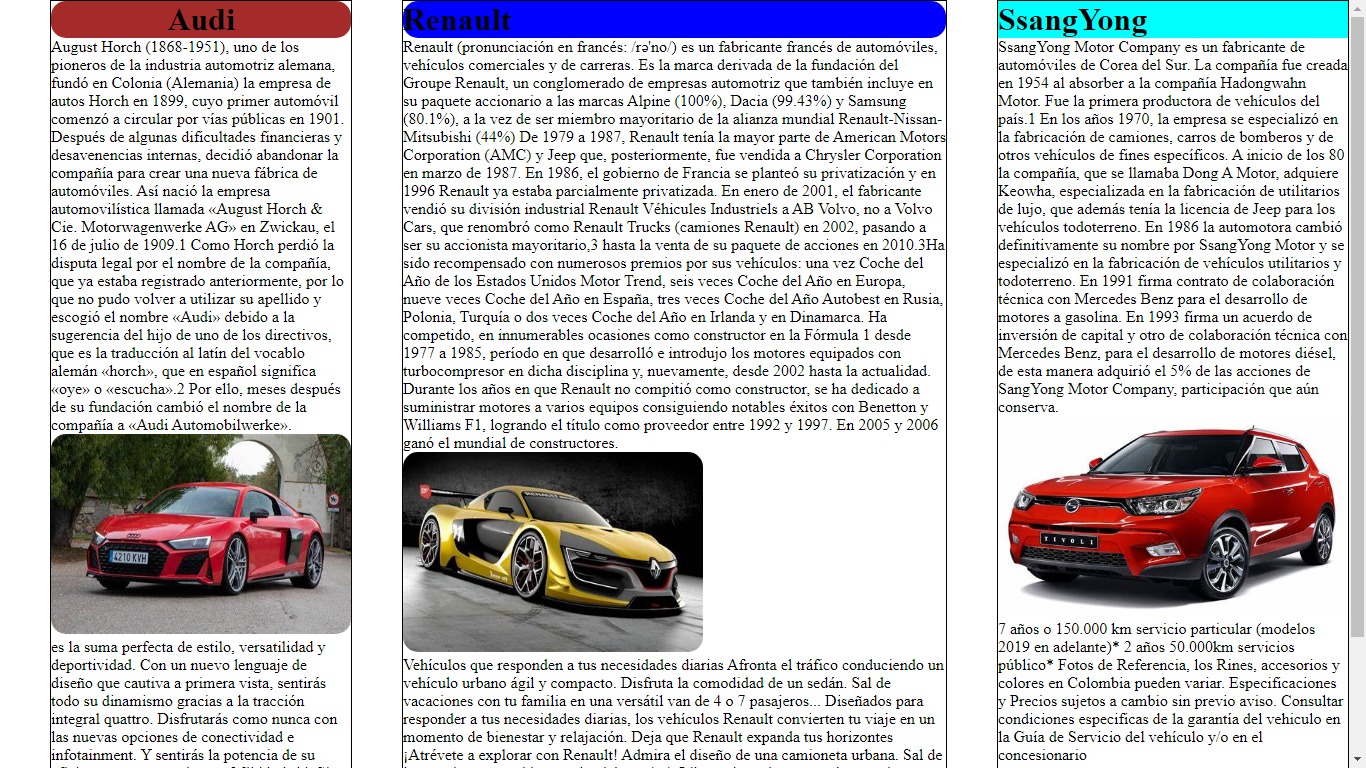 Audi
August Horch (1868-1951), uno de los
pioneros de la industria automotriz alemana,
fundó en Colonia (Alemania) la empresa de
autos Horch en 1899, cuyo primer automóvil
comenzó a circular por vías públicas en 1901.
Después de algunas dificultades financieras y
desavenencias internas, decidió abandonar la
compañía para crear una nueva fábrica de
automóviles. Así nació la empresa
automovilística llamada «August Horch &
Cie. Motorwagenwerke AG» en Zwickau, el
16 de julio de 1909.1 Como Horch perdió la
disputa legal por el nombre de la compañía,
que ya estaba registrado anteriormente, por lo
que no pudo volver a utilizar su apellido y
escogió el nombre «Audi» debido a la
sugerencia del hijo de uno de los directivos,
que es la traducción al latín del vocablo
alemán «horch», que en español significa
«oye» o «escucha».2 Por ello, meses después
de su fundación cambió el nombre de la
compañía a «Audi Automobilwerke».
4210 KVH
es la suma perfecta de estilo, versatilidad y
deportividad. Con un nuevo lenguaje de
diseño que cautiva a primera vista, sentirás
todo su dinamismo gracias a la tracción
integral quattro. Disfrutarás como nunca con
las nuevas opciones de conectividad e
infotainment. Y sentirás la potencia de su
Renault
Renault (pronunciación en francés: /rə'no/) es un fabricante francés de automóviles,
vehículos comerciales y de carreras. Es la marca derivada de la fundación del
Groupe Renault, un conglomerado de empresas automotriz que también incluye en
su paquete accionario a las marcas Alpine (100%), Dacia (99.43%) y Samsung
(80.1%), a la vez de ser miembro mayoritario de la alianza mundial Renault-Nissan-
Mitsubishi (44%) De 1979 a 1987, Renault tenía la mayor parte de American Motors
Corporation (AMC) y Jeep que, posteriormente, fue vendida a Chrysler Corporation
en marzo de 1987. En 1986, el gobierno de Francia se planteó su privatización y en
1996 Renault ya estaba parcialmente privatizada. En enero de 2001, el fabricante
vendió su división industrial Renault Véhicules Industriels a AB Volvo, no a Volvo
Cars, que renombró como Renault Trucks (camiones Renault) en 2002, pasando a
ser su accionista mayoritario,3 hasta la venta de su paquete de acciones en 2010.3Ha
sido recompensado con numerosos premios por sus vehículos: una vez Coche del
Año de los Estados Unidos Motor Trend, seis veces Coche del Año en Europa,
nueve veces Coche del Año en España, tres veces Coche del Año Autobest en Rusia,
Polonia, Turquía o dos veces Coche del Año en Irlanda y en Dinamarca. Ha
competido, en innumerables ocasiones como constructor en la Fórmula 1 desde
1977 a 1985, período en que desarrolló e introdujo los motores equipados con
turbocompresor en dicha disciplina y, nuevamente, desde 2002 hasta la actualidad.
Durante los años en que Renault no compitió como constructor, se ha dedicado a
suministrar motores a varios equipos consiguiendo notables éxitos con Benetton y
Williams F1, logrando el título como proveedor entre 1992 y 1997. En 2005 y 2006
ganó el mundial de constructores.
Vehículos que responden a tus necesidades diarias Afronta el tráfico conduciendo un
vehículo urbano ágil y compacto. Disfruta la comodidad de un sedán. Sal de
vacaciones con tu familia en una versátil van de 4 o 7 pasajeros... Diseñados para
responder a tus necesidades diarias, los vehículos Renault convierten tu viaje en un
momento de bienestar y relajación. Deja que Renault expanda tus horizontes
¡Atrévete a explorar con Renault! Admira el diseño de una camioneta urbana. Sal de
SsangYong
SsangYong Motor Company es un fabricante de
automóviles de Corea del Sur. La compañía fue creada
en 1954 al absorber a la compañía Hadongwahn
Motor. Fue la primera productora de vehículos del
país.1 En los años 1970, la empresa se especializó en
la fabricación de camiones, carros de bomberos y de
otros vehículos de fines específicos. A inicio de los 80
la compañía, que se llamaba Dong A Motor, adquiere
Keowha, especializada en la fabricación de utilitarios
de lujo, que además tenía la licencia de Jeep para los
vehículos todoterreno. En 1986 la automotora cambió
definitivamente su nombre por SsangYong Motor y se
especializó en la fabricación de vehículos utilitarios y
todoterreno. En 1991 firma contrato de colaboración
técnica con Mercedes Benz para el desarrollo de
motores a gasolina. En 1993 firma un acuerdo de
inversión de capital y otro de colaboración técnica con
Mercedes Benz, para el desarrollo de motores diésel,
de esta manera adquirió el 5% de las acciones de
SangYong Motor Company, participación que aún
conserva.
TIVOLI
7 años o 150.000 km servicio particular (modelos
2019 en adelante)* 2 años 50.000km servicios
público* Fotos de Referencia, los Rines, accesorios y
colores en Colombia pueden variar. Especificaciones
y Precios sujetos a cambio sin previo aviso. Consultar
condiciones especificas de la garantía del vehiculo en
la Guía de Servicio del vehículo y/o en el
concesionario